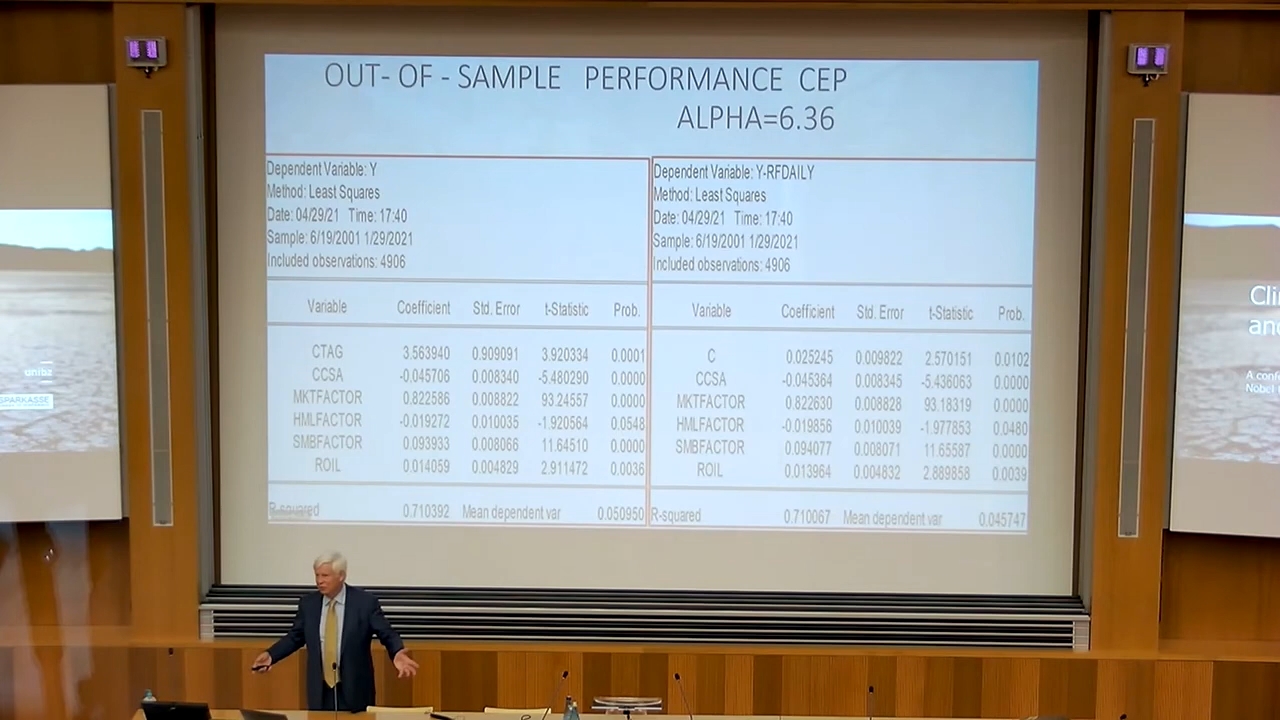 OUT- OF - SAMPLE PERFORMANCE CEP
ALPHA=6.36
Dependent Variable: Y
Method: Least Squares
Date: 04/29/21 Time: 17:40
Sample: 6/19/2001 1/29/2021
Included observations: 4906
Variable Coefficient Std. Error t-Statistic Prob.
CTAG 3.563940 0.909091 3.920334 0.0001
CCSA -0.045706 0.008340 -5.480290 0.0000
MKTFACTOR 0.822586 0.008822 93.24557 0.0000
HMLFACTOR -0.019272 0.010035 -1.920564 0.0548
SMBFACTOR 0.093933 0.008066 11.64510 0.0000
ROIL 0.014059 0.004829 2.911472 0.0036
R-squared 0.710392 Mean dependent var 0.050950
Dependent Variable: Y-RFDAILY
Method: Least Squares
Date: 04/29/21 Time: 17:40
Sample: 6/19/2001 1/29/2021
Included observations: 4906
Variable Coefficient Std. Error t-Statistic Prob.
C 0.025245 0.009822 2.570151 0.0102
CCSA -0.045364 0.008345 -5.436063 0.0000
MKTFACTOR 0.822630 0.008828 93.18319 0.0000
HMLFACTOR -0.019856 0.010039 -1.977853 0.0480
SMBFACTOR 0.094077 0.008071 11.65587 0.0000
ROIL 0.013964 0.004832 2.889858 0.0039
R-squared 0.710067 Mean dependent var 0.045747
unibz
SPARKASSE
Cli
an
A conf
Nobel